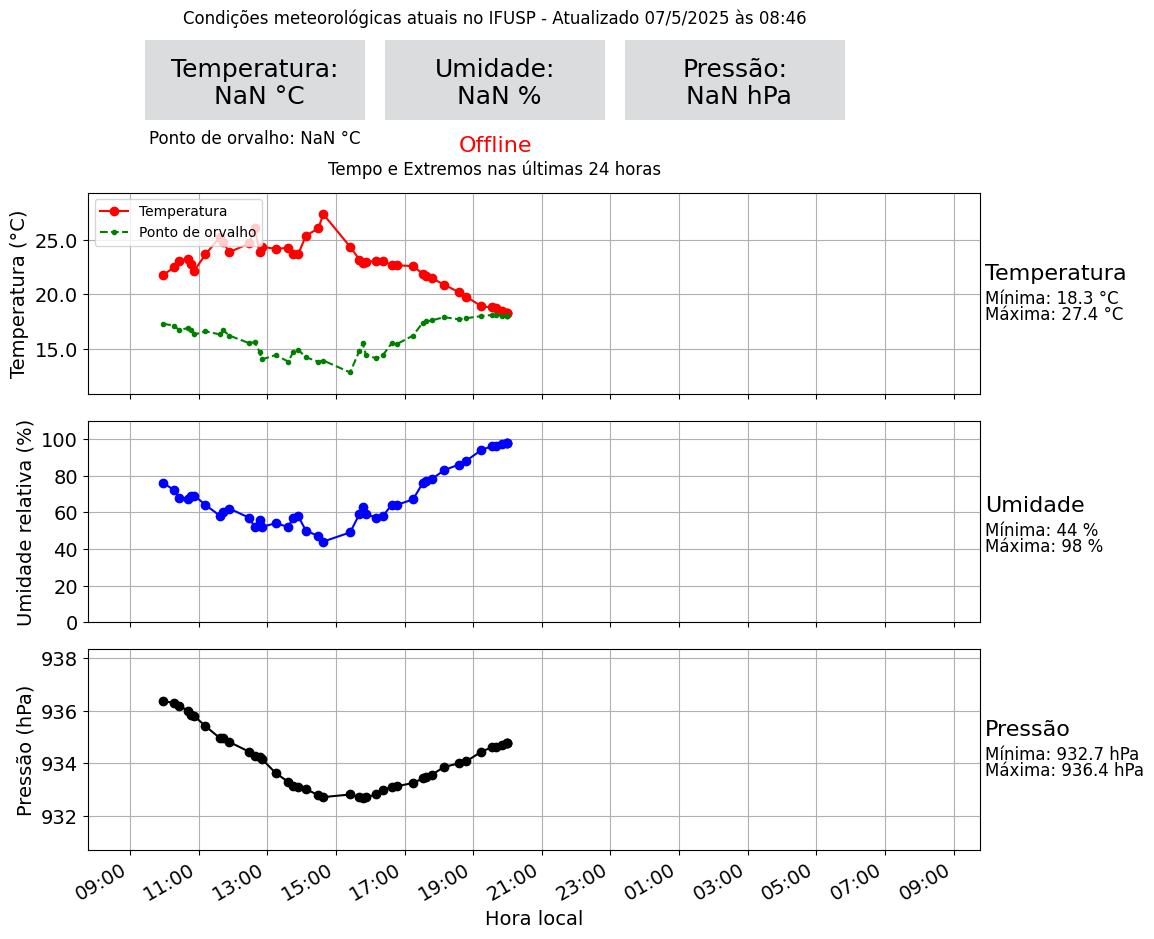 Condições meteorológicas atuais no IFUSP - Atualizado 07/5/2025 às 08:46
Temperatura:
NaN °C
Umidade:
NaN %
Pressão:
NaN hPa
Ponto de orvalho: NaN °C
Offline
Tempo e Extremos nas últimas 24 horas
Temperatura (°C)
25.0
20.0
15.0
Temperatura
Ponto de orvalho
Temperatura
Mínima: 18.3 °C
Máxima: 27.4 °C
Umidade relativa (%)
100
80
60
40
20
0
Umidade
Mínima: 44 %
Máxima: 98 %
Pressão (hPa)
938
936
934
932
Pressão
Mínima: 932.7 hPa
Máxima: 936.4 hPa
09:00 11:00 13:00 15:00 17:00 19:00 21:00 23:00 01:00 03:00 05:00 07:00 09:00
Hora local